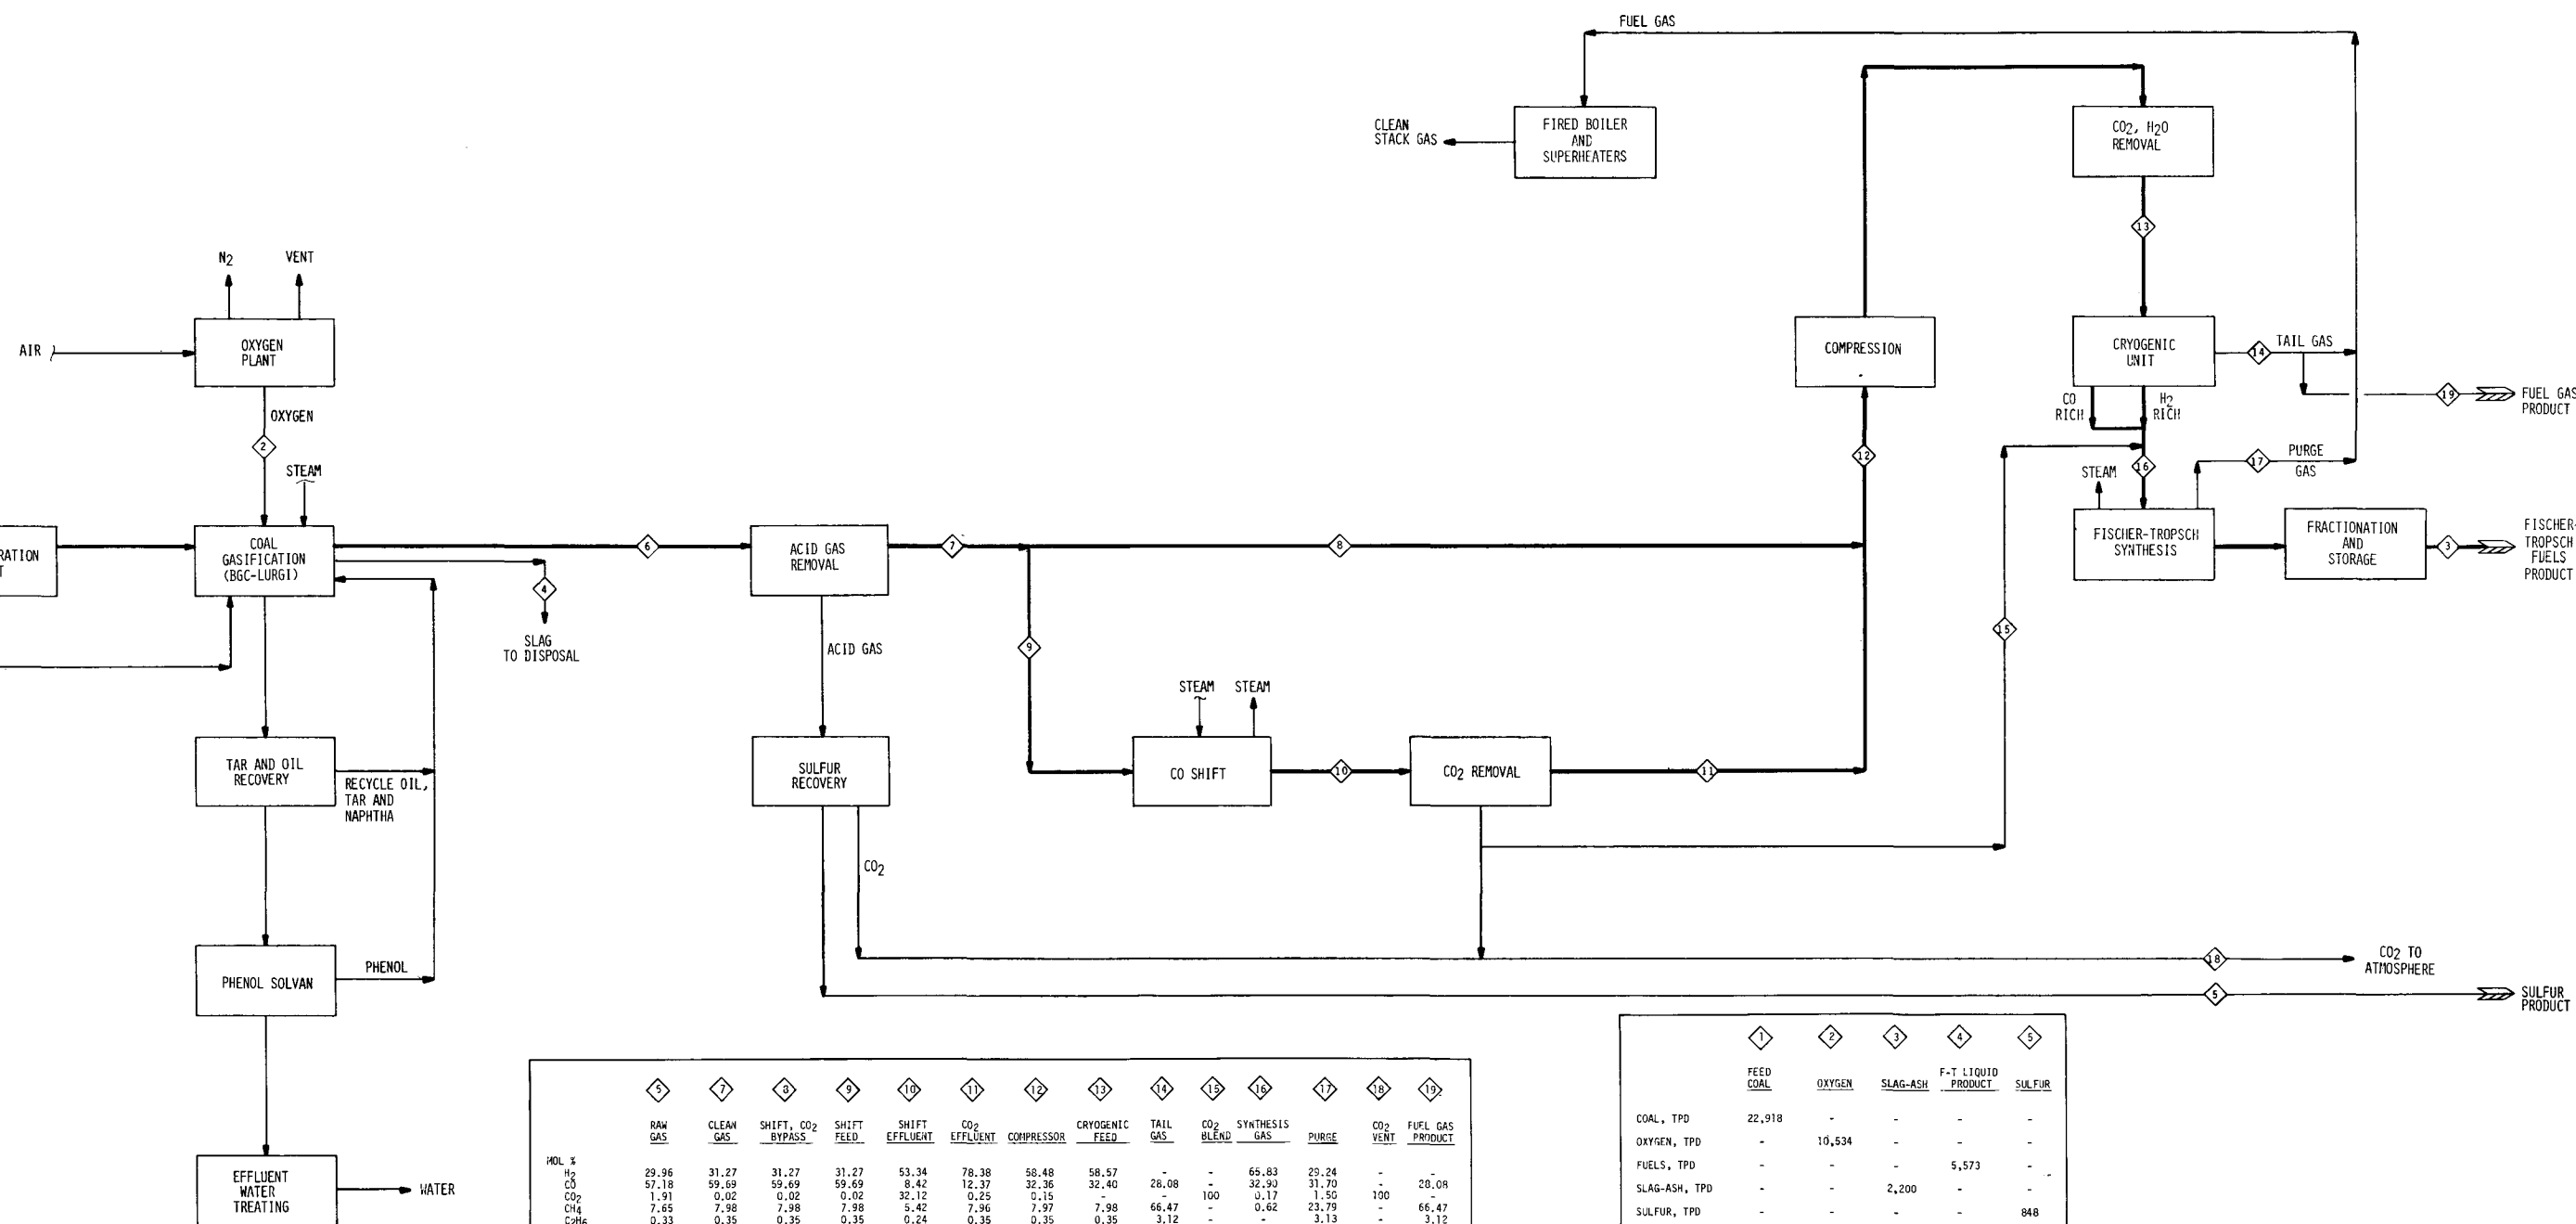 FUEL GAS
CLEAN
STACK GAS
FIRED BOILER
AND
SUPERHEATERS
CO2, H2O
REMOVAL
13
N2
VENT
AIR
OXYGEN
PLANT
COMPRESSION
CRYOGENIC
UNIT
14
TAIL GAS
19
FUEL GAS
PRODUCT
CO
RICH
H2
RICH
OXYGEN
2
STEAM
12
16
17
PURGE
GAS
STEAM
RATION
T
COAL
GASIFICATION
(BGC-LURGI)
6
ACID GAS
REMOVAL
7
8
FISCHER-TROPSCH
SYNTHESIS
FRACTIONATION
AND
STORAGE
3
FISCHER-
TROPSCH
FUELS
PRODUCT
4
SLAG
TO DISPOSAL
ACID GAS
9
15
STEAM
STEAM
TAR AND OIL
RECOVERY
RECYCLE OIL,
TAR AND
NAPHTHA
SULFUR
RECOVERY
CO SHIFT
10
CO2 REMOVAL
11
CO2
PHENOL SOLVAN
PHENOL
18
CO2 TO
ATMOSPHERE
5
SULFUR
PRODUCT
EFFLUENT
WATER
TREATING
WATER
5 7 8 9 10 11 12 13 14 15 16 17 18 19
RAW GAS
CLEAN GAS
SHIFT, CO2 BYPASS
SHIFT FEED
SHIFT EFFLUENT
CO2 EFFLUENT
COMPRESSOR
CRYOGENIC FEED
TAIL GAS
CO2 BLEND
SYNTHESIS GAS
PURGE
CO2 VENT
FUEL GAS PRODUCT
MOL %
H2 29.96 31.27 31.27 31.27 53.34 78.38 58.48 58.57 - - 65.83 29.24 - -
CO 57.18 59.69 59.69 59.69 8.42 12.37 32.36 32.40 28.08 - 32.90 31.70 - 28.08
CO2 1.91 0.02 0.02 0.02 32.12 0.25 0.15 - - 100 0.17 1.50 100 -
CH4 7.65 7.98 7.98 7.98 5.42 7.96 7.97 7.98 66.47 - 0.62 23.79 - 66.47
C2H6 0.33 0.35 0.35 0.35 0.24 0.35 0.35 0.35 3.12 - - 3.13 - 3.12
1 2 3 4 5
FEED COAL
OXYGEN
SLAG-ASH
F-T LIQUID PRODUCT
SULFUR
COAL, TPD 22,918 - - - -
OXYGEN, TPD - 10,534 - - -
FUELS, TPD - - - 5,573 -
SLAG-ASH, TPD - - 2,200 - -
SULFUR, TPD - - - - 848